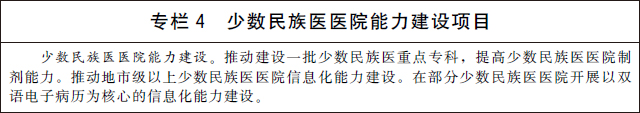 专栏 4 少数民族医医院能力建设项目
少数民族医医院能力建设。推动建设一批少数民族医重点专科，提高少数民族医医院制
剂能力。推动地市级以上少数民族医医院信息化能力建设。在部分少数民族医医院开展以双
语电子病历为核心的信息化能力建设。